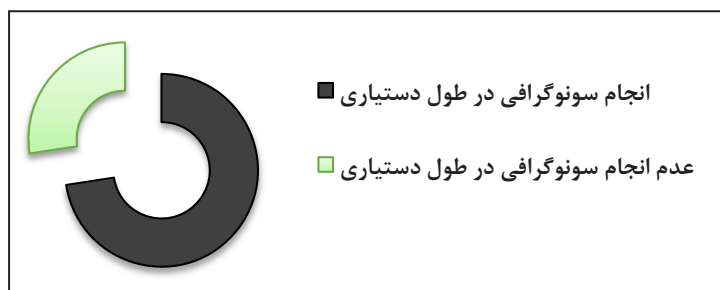 انجام سونوگرافی در طول دستیاری
عدم انجام سونوگرافی در طول دستیاری